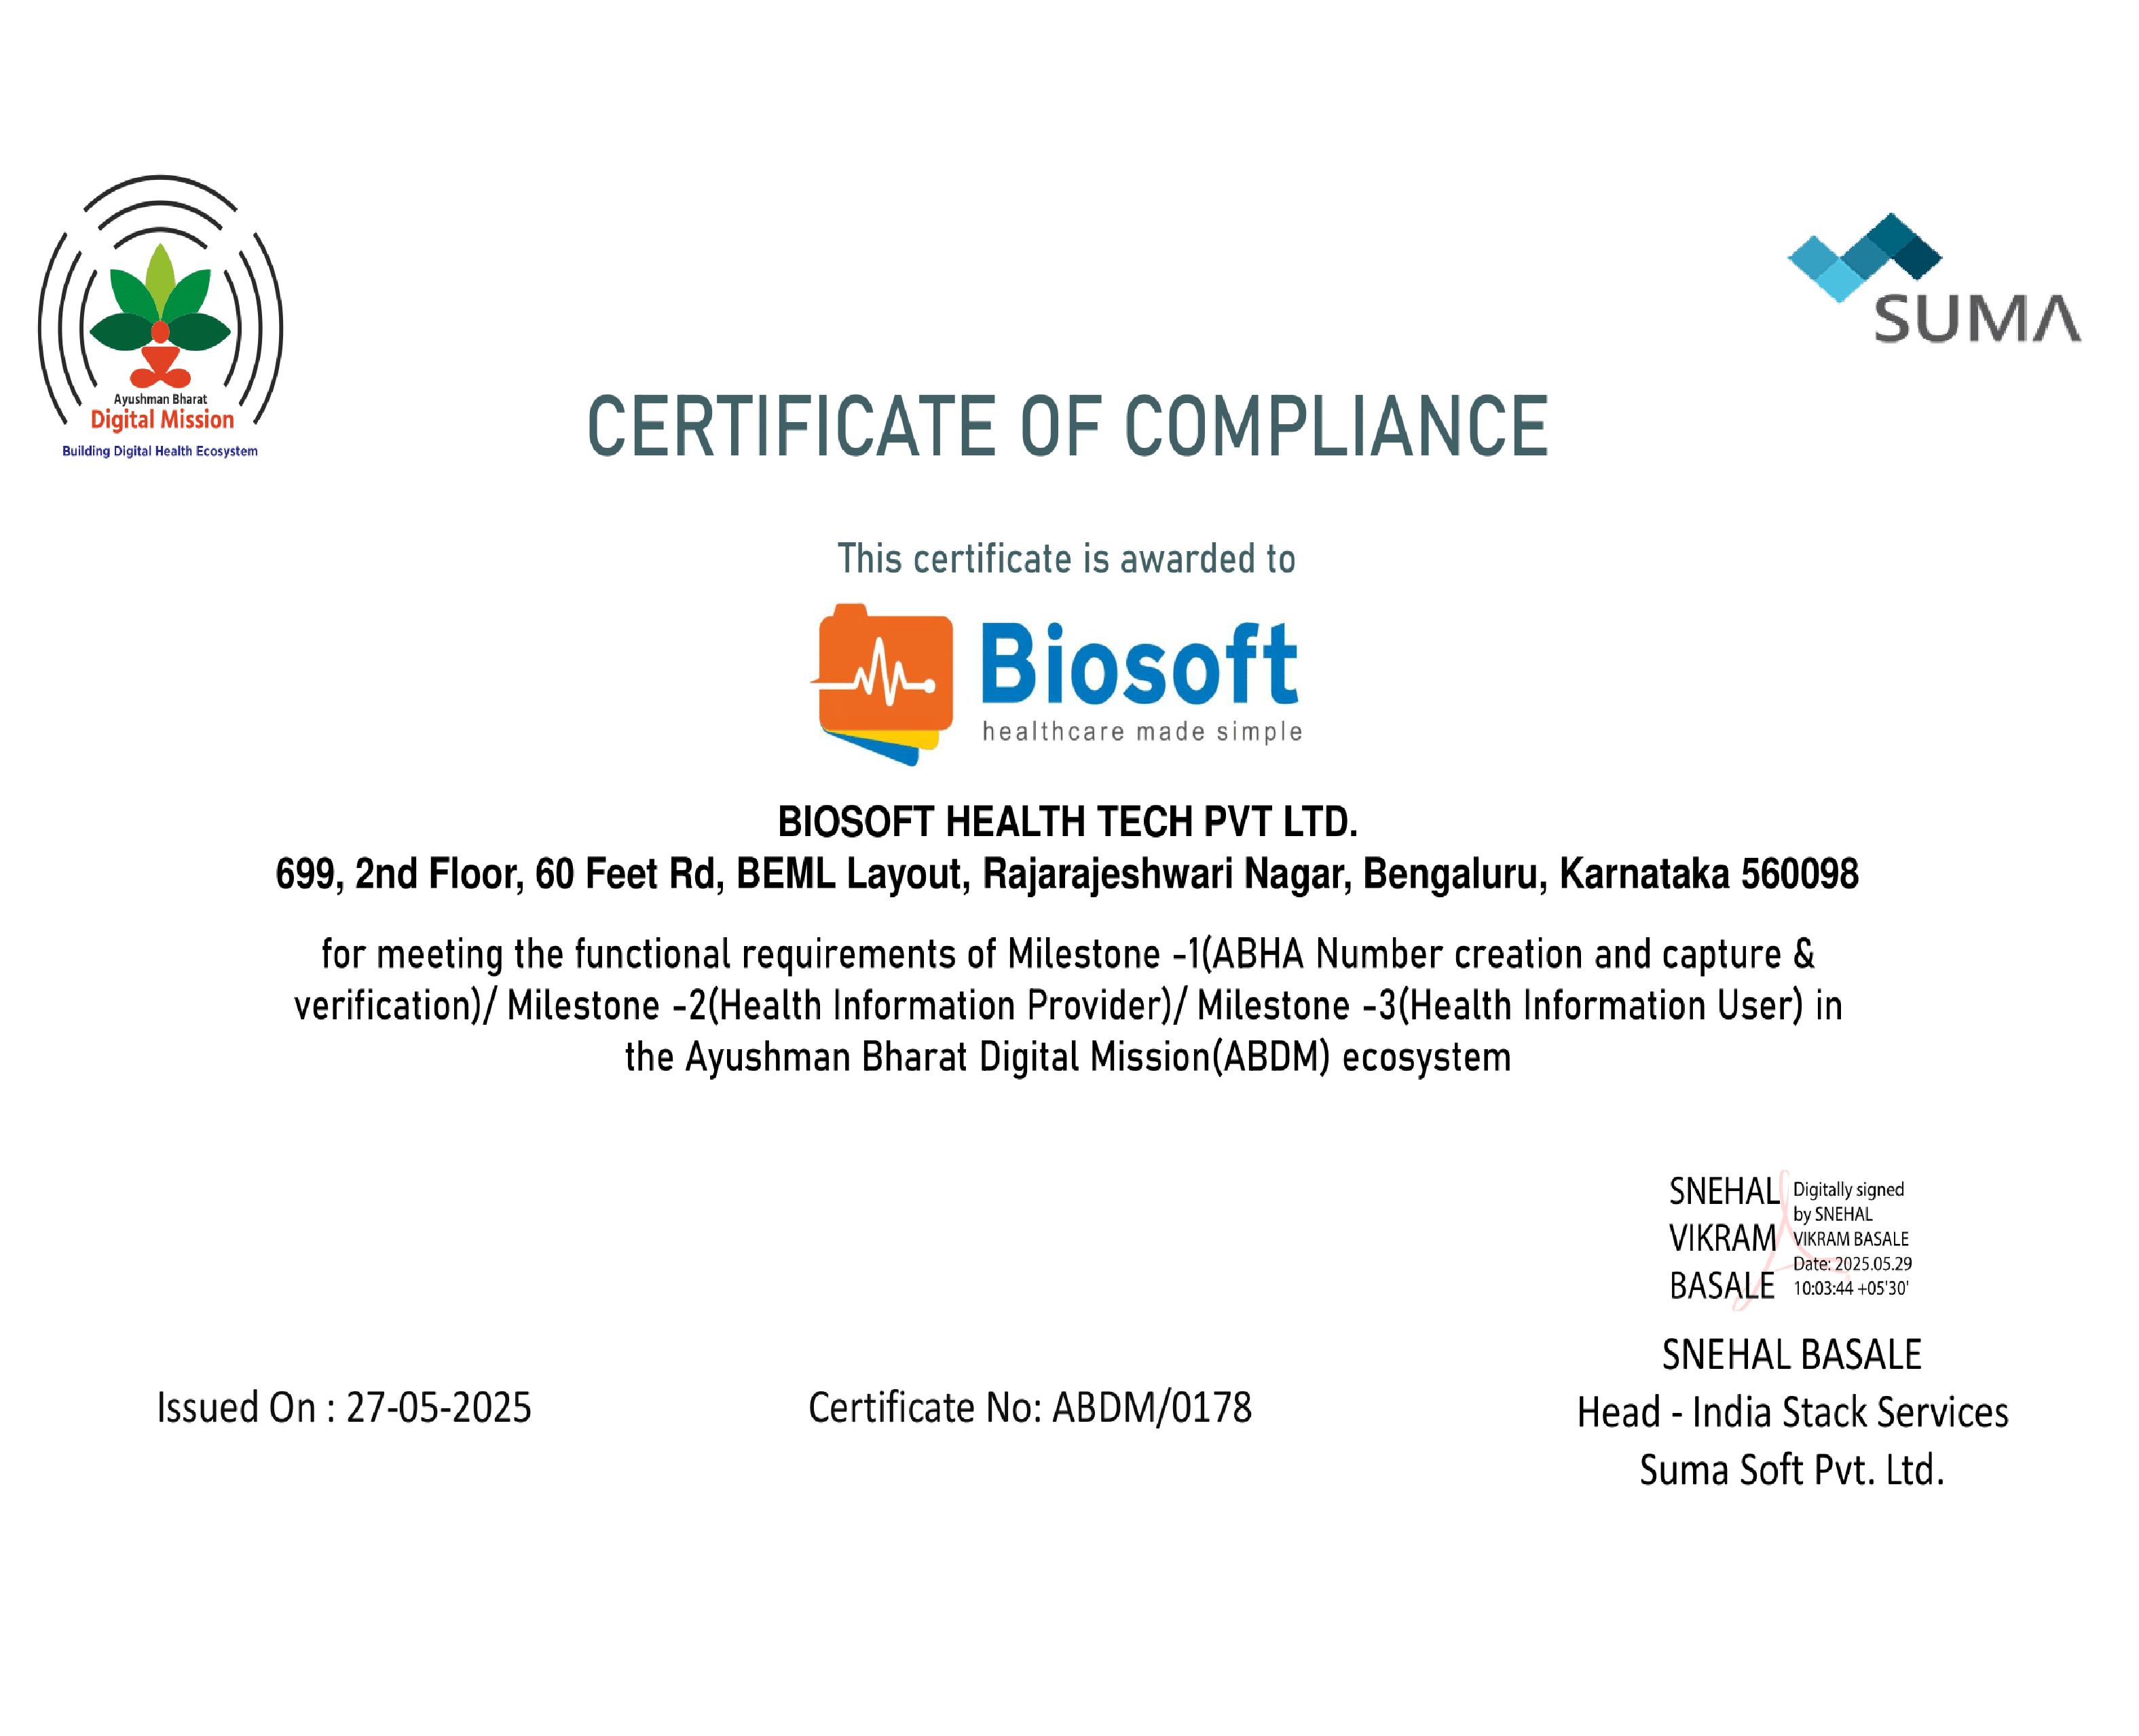 Ayushman Bharat
Digital Mission
Building Digital Health Ecosystem
SUMA
CERTIFICATE OF COMPLIANCE
This certificate is awarded to
Biosoft
healthcare made simple
BIOSOFT HEALTH TECH PVT LTD.
699, 2nd Floor, 60 Feet Rd, BEML Layout, Rajarajeshwari Nagar, Bengaluru, Karnataka 560098
for meeting the functional requirements of Milestone -1(ABHA Number creation and capture &
verification)/ Milestone -2(Health Information Provider)/ Milestone -3(Health Information User) in
the Ayushman Bharat Digital Mission(ABDM) ecosystem
SNEHAL
VIKRAM
BASALE
Digitally signed
by SNEHAL
VIKRAM BASALE
Date: 2025.05.29
10:03:44 +05'30'
SNEHAL BASALE
Head - India Stack Services
Suma Soft Pvt. Ltd.
Issued On : 27-05-2025
Certificate No: ABDM/0178